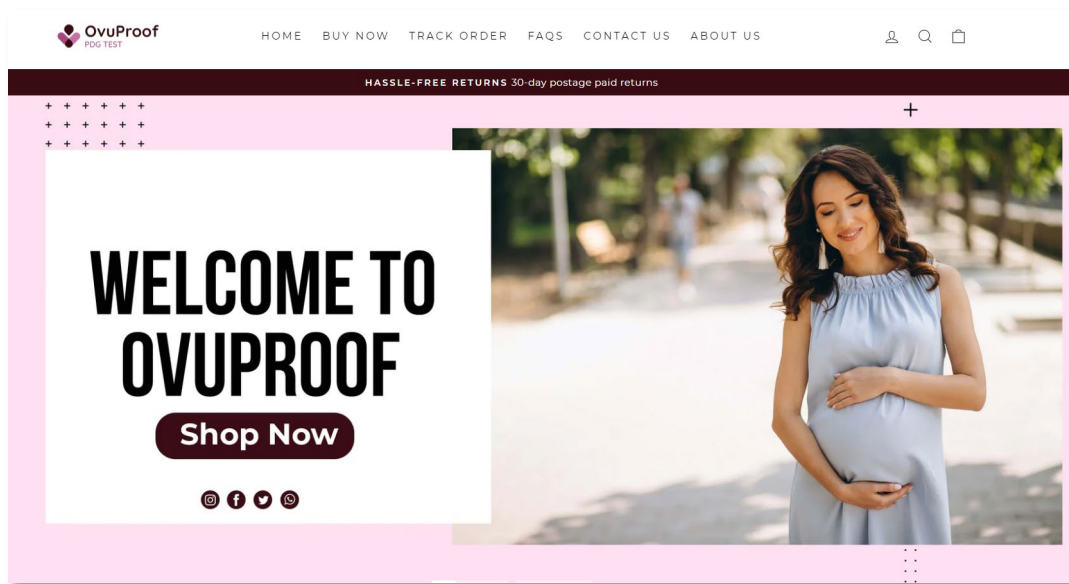 OvuProof
PDG TEST
HOME BUY NOW TRACK ORDER FAQS CONTACT US ABOUT US
HASSLE-FREE RETURNS 30-day postage paid returns
WELCOME TO
OVUPROOF
Shop Now